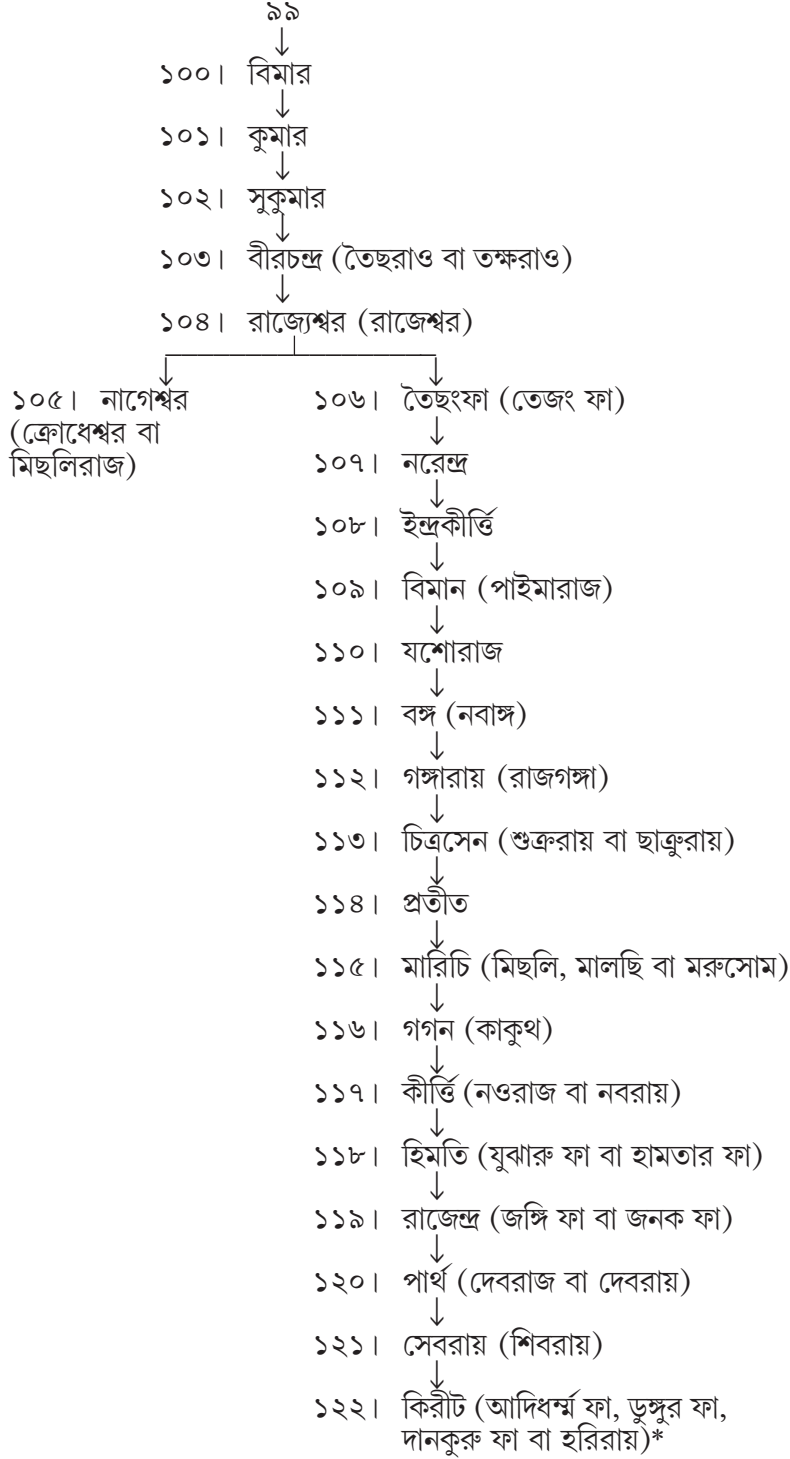 ৯৯
১০০। বিমার
১০১। কুমার
১০২। সুকুমার
১০৩। বীরচন্দ্র (তৈছরাও বা তক্ষরাও)
১০৪। রাজ্যেশ্বর (রাজেশ্বর)
১০৫। নাগেশ্বর
(ক্রোধেশ্বর বা
মিছলিরাজ)
১০৬। তৈছংফা (তেজং ফা)
১০৭। নরেন্দ্র
১০৮। ইন্দ্রকীর্ত্তি
১০৯। বিমান (পাইমারাজ)
১১০। যশোরাজ
১১১। বঙ্গ (নবাঙ্গ)
১১২। গঙ্গারায় (রাজগঙ্গা)
১১৩। চিত্রসেন (শুক্ররায় বা ছাক্রুরায়)
১১৪। প্রতীত
১১৫। মারিচি (মিছলি, মালছি বা মরুসোম)
১১৬। গগন (কাকুথ)
১১৭। কীর্ত্তি (নওরাজ বা নবরায়)
১১৮। হিমতি (যুঝারু ফা বা হামতার ফা)
১১৯। রাজেন্দ্র (জঙ্গি ফা বা জনক ফা)
১২০। পার্থ (দেবরাজ বা দেবরায়)
১২১। সেবরায় (শিবরায়)
১২২। কিরীট (আদিধর্ম্ম ফা, ডুঙ্গুর ফা,
দানকুরু ফা বা হরিরায়)*